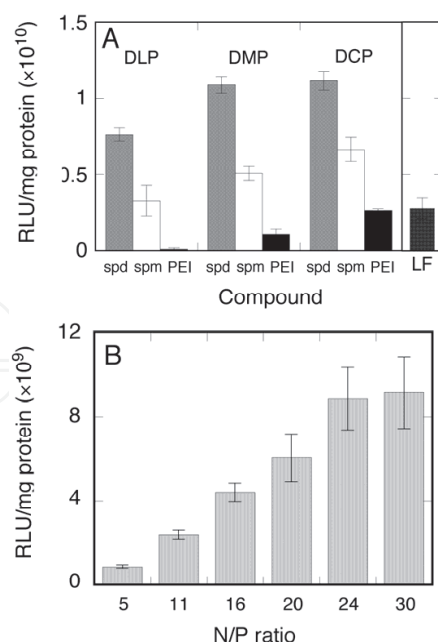 A
DLP DMP DCP
RLU/mg protein (×10¹⁰)
1.5
1
0.5
0
spd spm PEI spd spm PEI spd spm PEI LF
Compound
B
RLU/mg protein (×10⁹)
12
8
4
0
5 11 16 20 24 30
N/P ratio